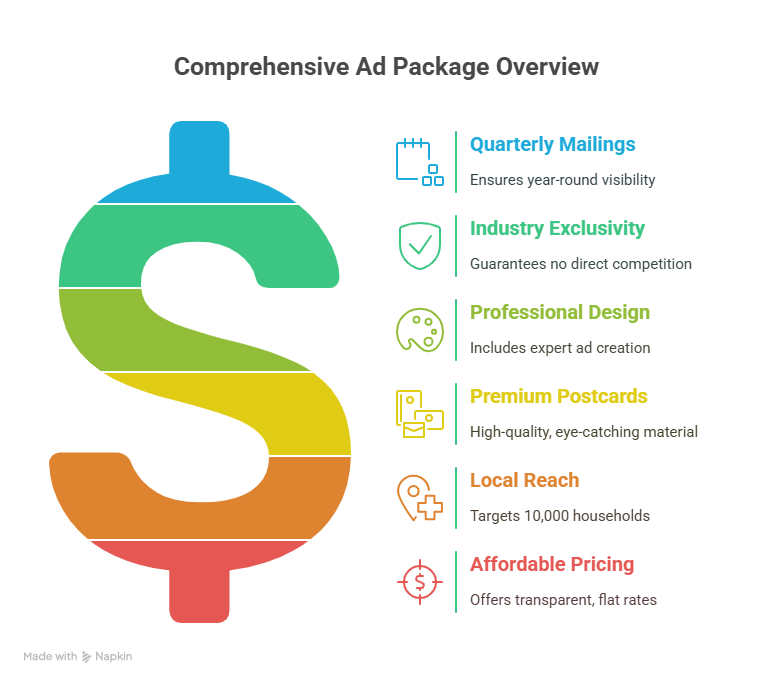 Comprehensive Ad Package Overview
Quarterly Mailings
Ensures year-round visibility
Industry Exclusivity
Guarantees no direct competition
Professional Design
Includes expert ad creation
Premium Postcards
High-quality, eye-catching material
Local Reach
Targets 10,000 households
$
Affordable Pricing
Offers transparent, flat rates
Made with Napkin